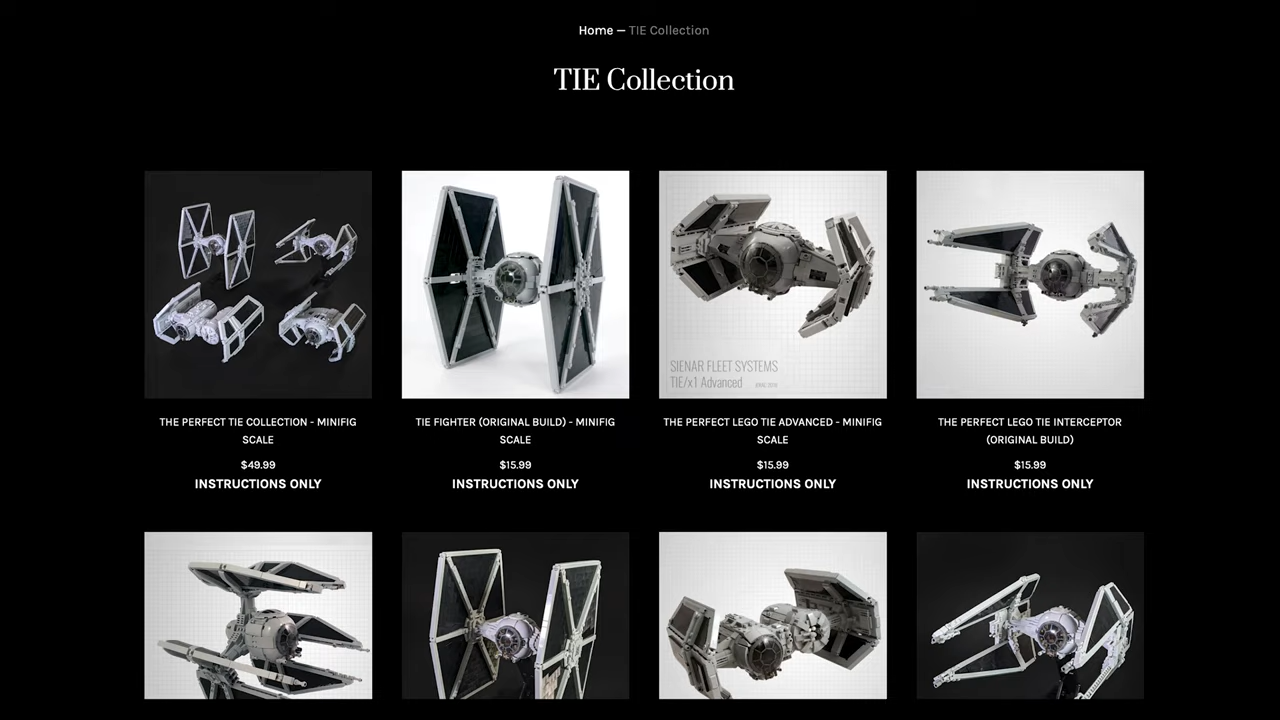 Home — TIE Collection
TIE Collection
SIENAR FLEET SYSTEMS
TIE/x1 Advanced
THE PERFECT TIE COLLECTION - MINIFIG
SCALE
$49.99
INSTRUCTIONS ONLY
TIE FIGHTER (ORIGINAL BUILD) - MINIFIG
SCALE
$15.99
INSTRUCTIONS ONLY
THE PERFECT LEGO TIE ADVANCED - MINIFIG
SCALE
$15.99
INSTRUCTIONS ONLY
THE PERFECT LEGO TIE INTERCEPTOR
(ORIGINAL BUILD)
$15.99
INSTRUCTIONS ONLY